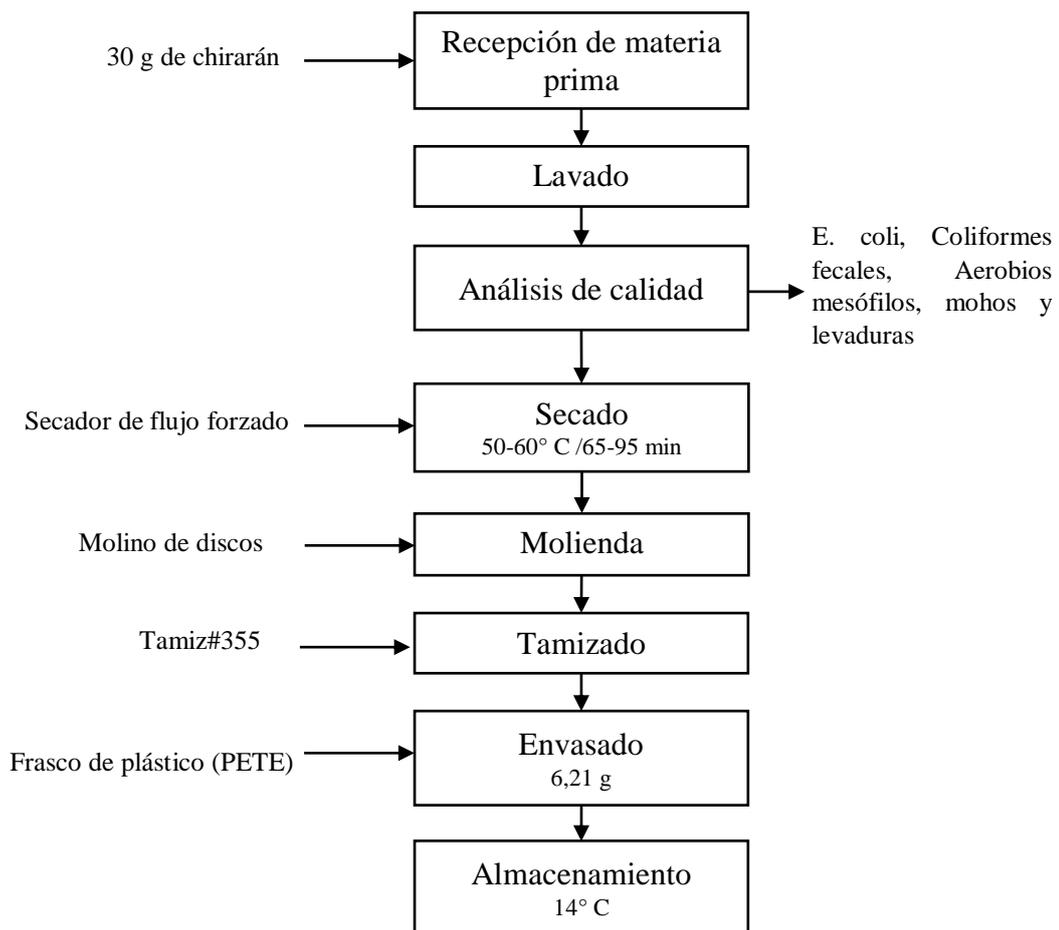 30 g de chirarán
Recepción de materia
prima
Lavado
Análisis de calidad
E. coli, Coliformes
fecales, Aerobios
mesófilos, mohos y
levaduras
Secador de flujo forzado
Secado
50-60° C /65-95 min
Molino de discos
Molienda
Tamiz#355
Tamizado
Frasco de plástico (PETE)
Envasado
6,21 g
Almacenamiento
14° C